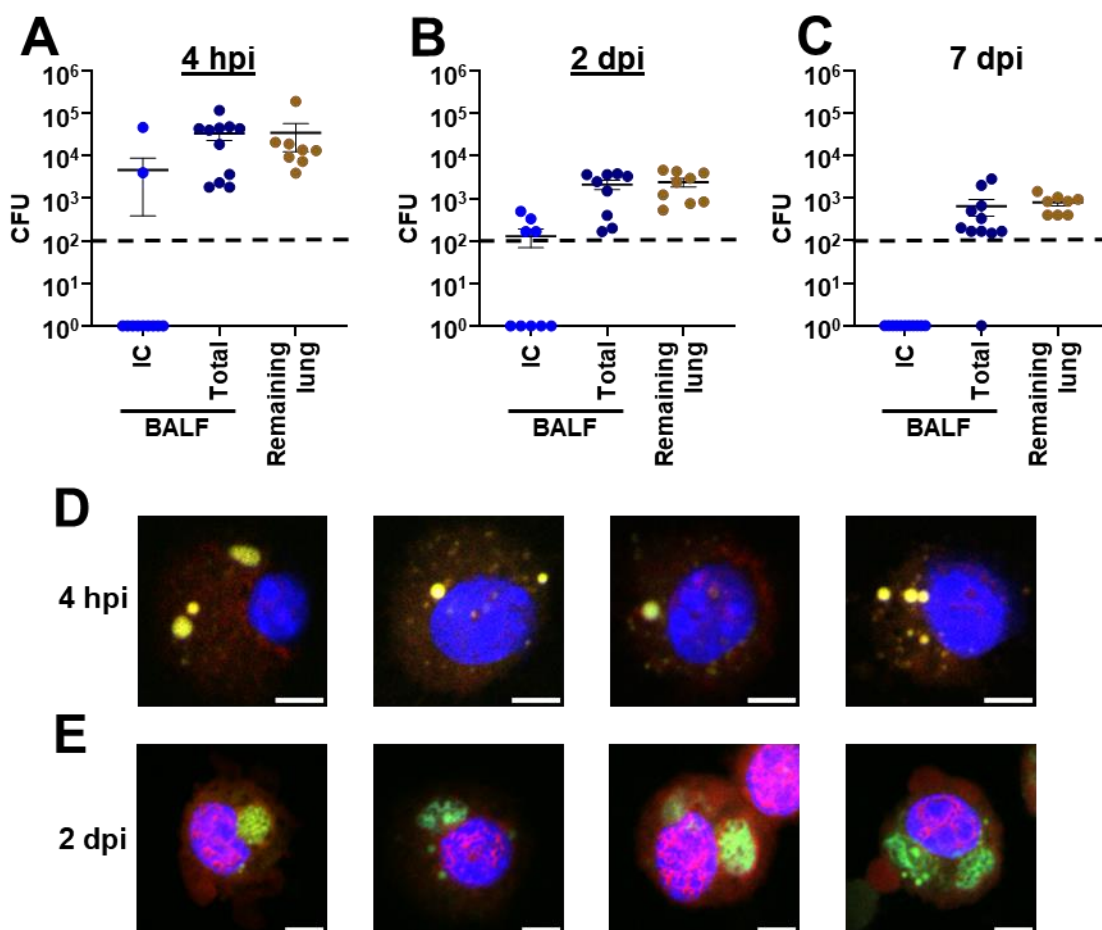 A
4 hpi
CFU
10⁶
10⁵
10⁴
10³
10²
10¹
10⁰
IC
Total
Remaining
lung
BALF
B
2 dpi
CFU
10⁶
10⁵
10⁴
10³
10²
10¹
10⁰
IC
Total
Remaining
lung
BALF
C
7 dpi
CFU
10⁶
10⁵
10⁴
10³
10²
10¹
10⁰
IC
Total
Remaining
lung
BALF
D
4 hpi
E
2 dpi